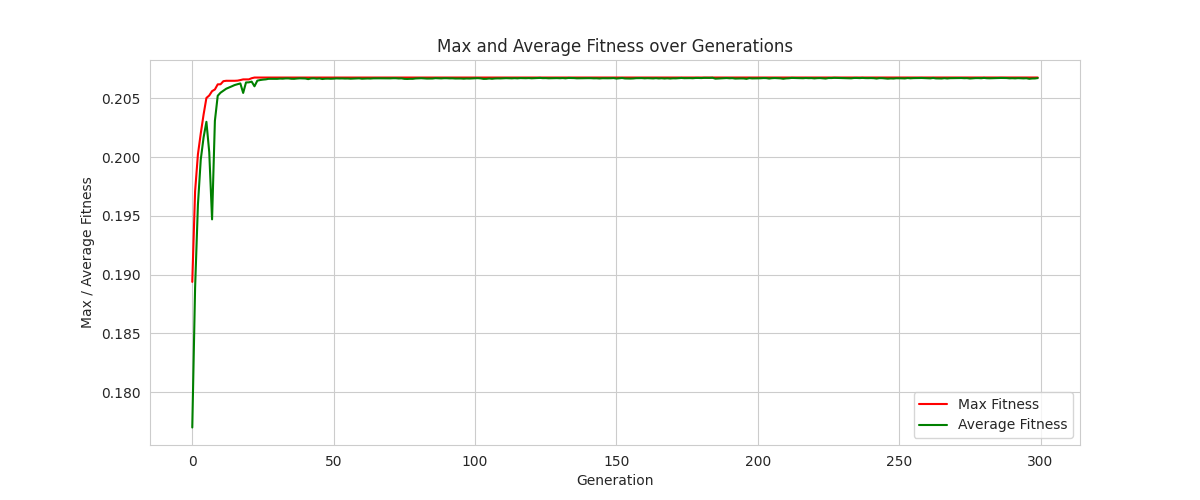 Max and Average Fitness over Generations
Max / Average Fitness
0.205
0.200
0.195
0.190
0.185
0.180
0
50
100
150
200
250
300
Generation
Max Fitness
Average Fitness